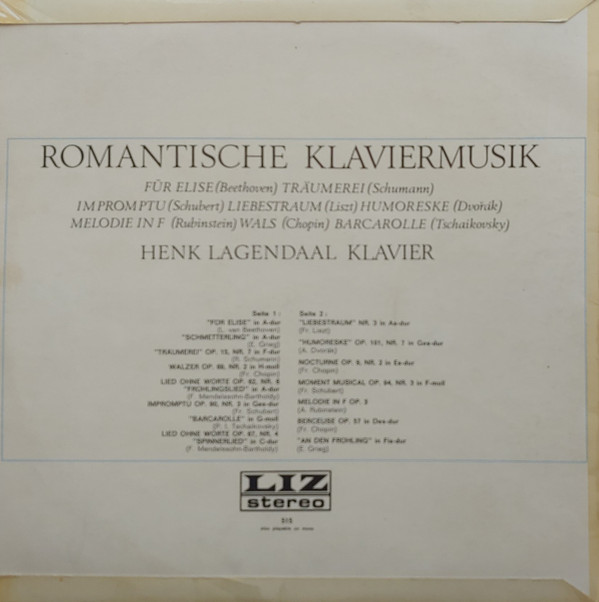 ROMANTISCHE KLAVIERMUSIK
FÜR ELISE (Beethoven) TRÄUMEREI (Schumann)
IMPROMPTU (Schubert) LIEBESTRAUM (Liszt) HUMORESKE (Dvořák)
MELODIE IN F (Rubinstein) WALS (Chopin) BARCAROLLE (Tschaikovsky)
HENK LAGENDAAL KLAVIER
Seite 1 :
"FÜR ELISE" in A-dur
(L. van Beethoven)
"SCHMETTERLING" in A-dur
(E. Grieg)
"TRÄUMEREI" OP. 15, NR. 7 in F-dur
(R. Schumann)
WALZER OP. 69, NR. 2 in H-moll
(Fr. Chopin)
LIED OHNE WORTE OP. 62, NR. 6
"FRÜHLINGSLIED" in A-dur
(F. Mendelssohn-Bartholdy)
IMPROMPTU OP. 90, NR. 3 in Ges-dur
(Fr. Schubert)
"BARCAROLLE" in G-moll
(P. I. Tschaikovsky)
LIED OHNE WORTE OP. 67, NR. 4
"SPINNERLIED" in C-dur
(F. Mendelssohn-Bartholdy)
Seite 2 :
"LIEBESTRAUM" NR. 3 in As-dur
(Fr. Liszt)
"HUMORESKE" OP. 101, NR. 7 in Ges-dur
(A. Dvořák)
NOCTURNE OP. 9, NR. 2 in Es-dur
(Fr. Chopin)
MOMENT MUSICAL OP. 94, NR. 3 in F-moll
(Fr. Schubert)
MELODIE IN F OP. 3
(A. Rubinstein)
BERCEUSE OP. 57 in Des-dur
(Fr. Chopin)
"AN DEN FRÜHLING" in Fis-dur
(E. Grieg)
LIZ
stereo
515
also playable on mono